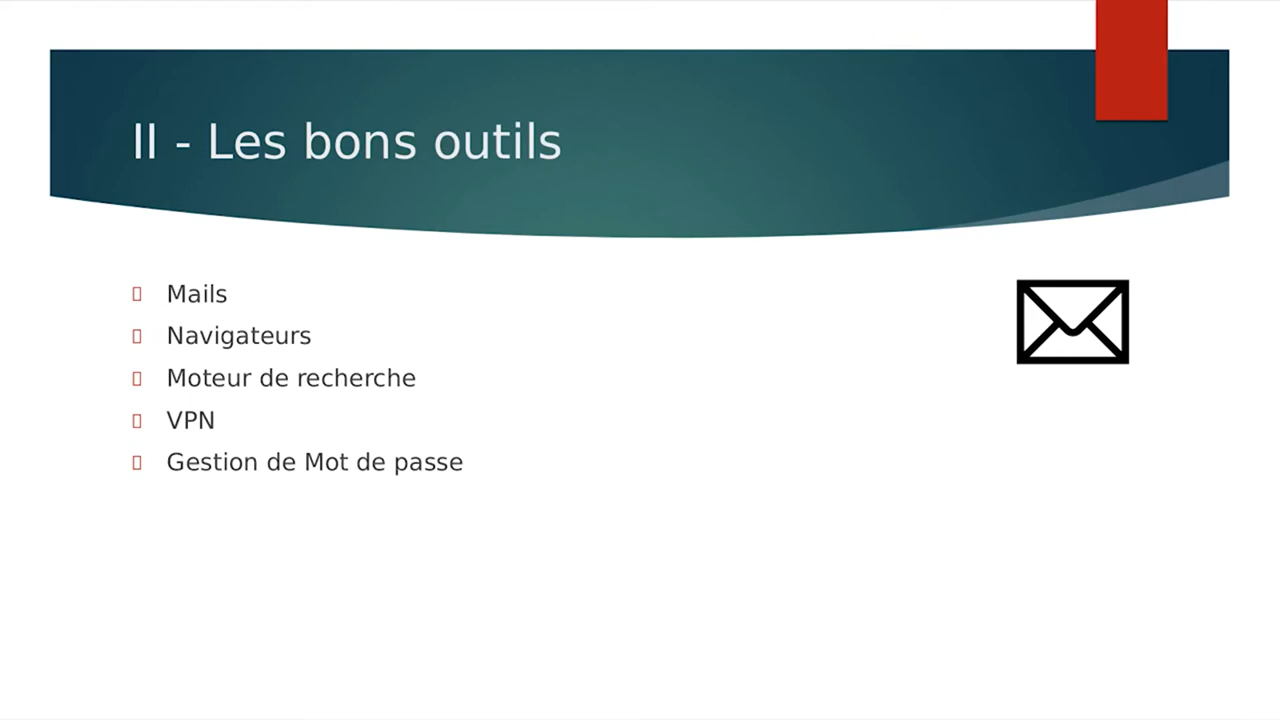 II - Les bons outils
Mails
Navigateurs
Moteur de recherche
VPN
Gestion de Mot de passe